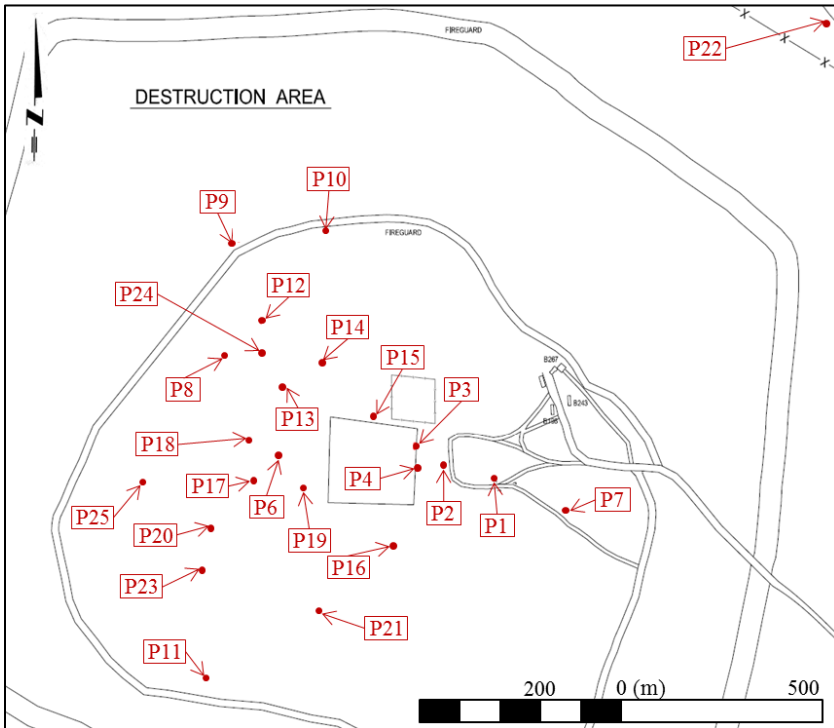 FIREGUARD
P22
DESTRUCTION AREA
N
P10
P9
FIREGUARD
P12
P24
P14
P15
B267
P8
P3
B243
P13
P18
P4
P17
P6
P2
P1
P7
P25
P19
P20
P16
P23
P21
P11
200 0 (m) 500